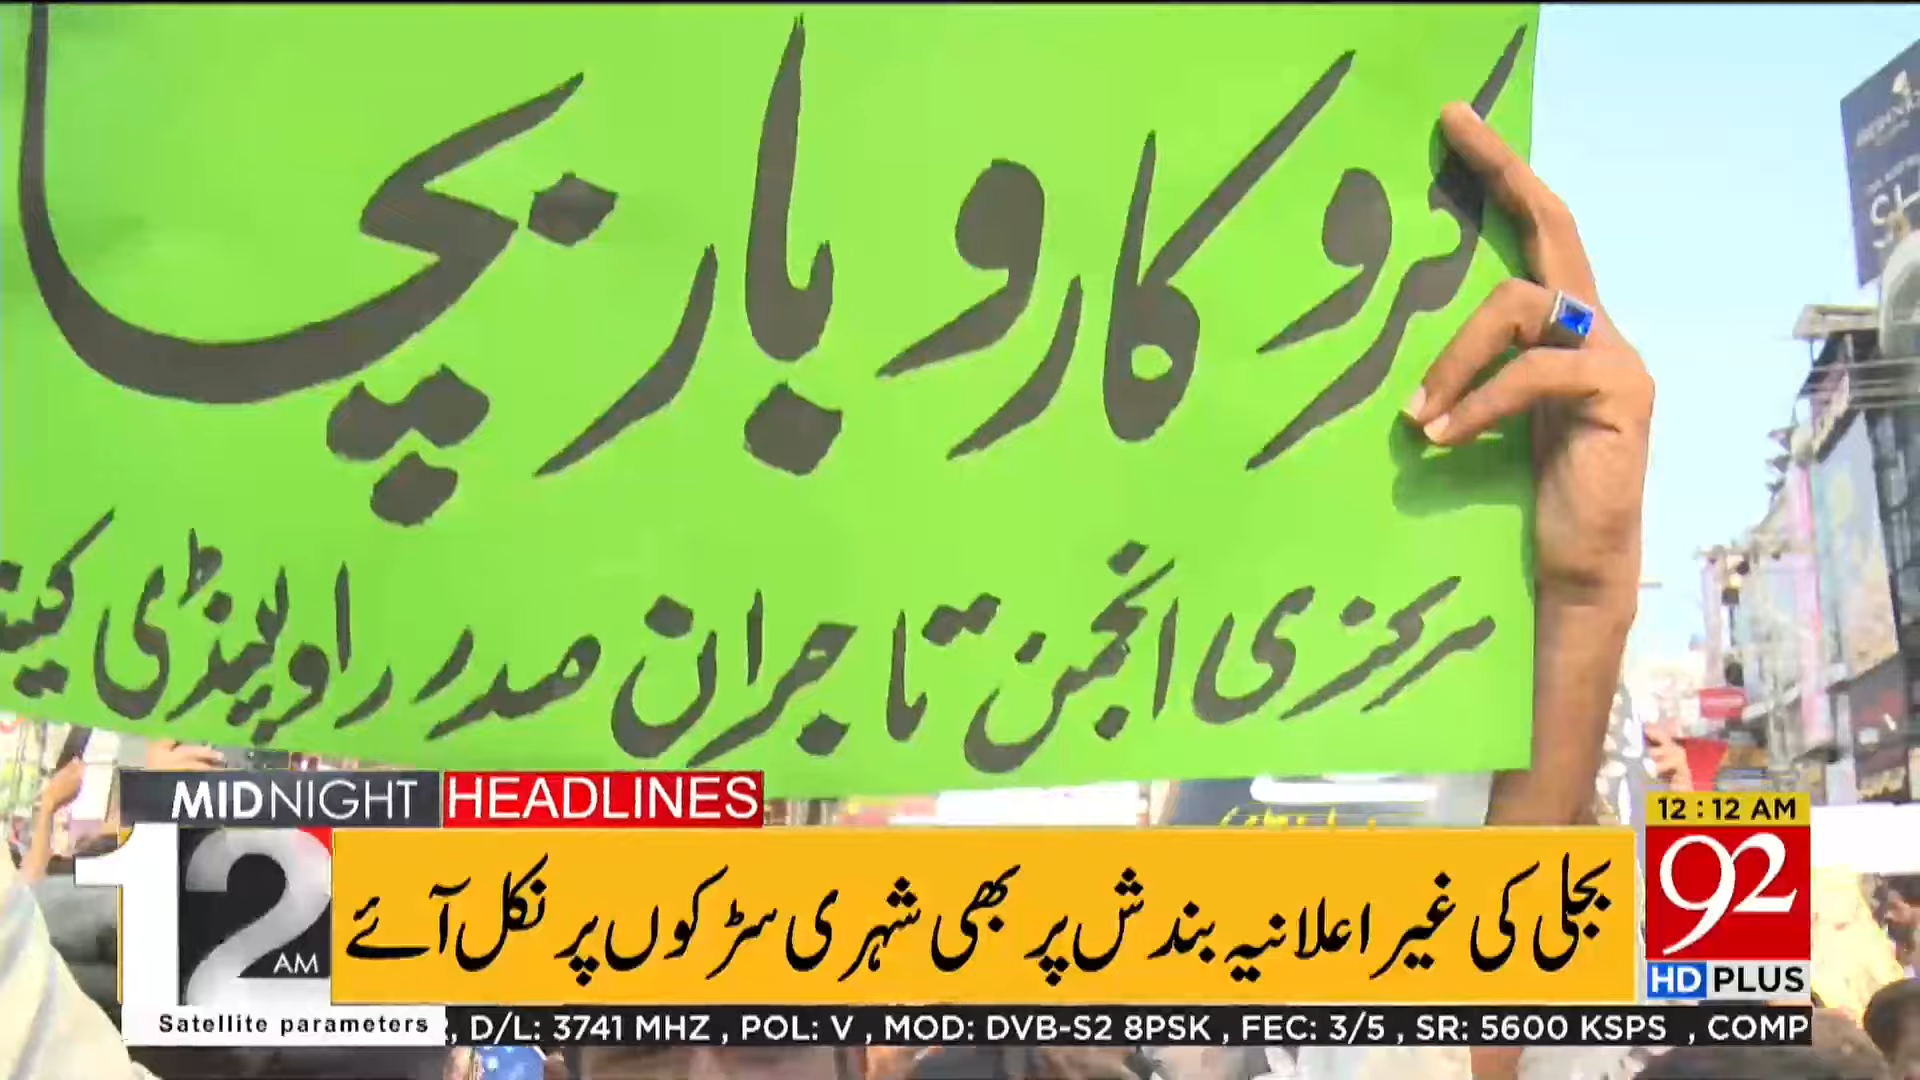 کرو کاروبار بچا
مرکزی انجمن تاجران صدر راولپنڈی
MIDNIGHT HEADLINES
12 AM
بجلی کی غیر اعلانیہ بندش پر بھی شہری سڑکوں پر نکل آئے
12:12 AM
92
HD PLUS
Satellite parameters
, D/L: 3741 MHZ , POL: V , MOD: DVB-S2 8PSK , FEC: 3/5 , SR: 5600 KSPS , COMP